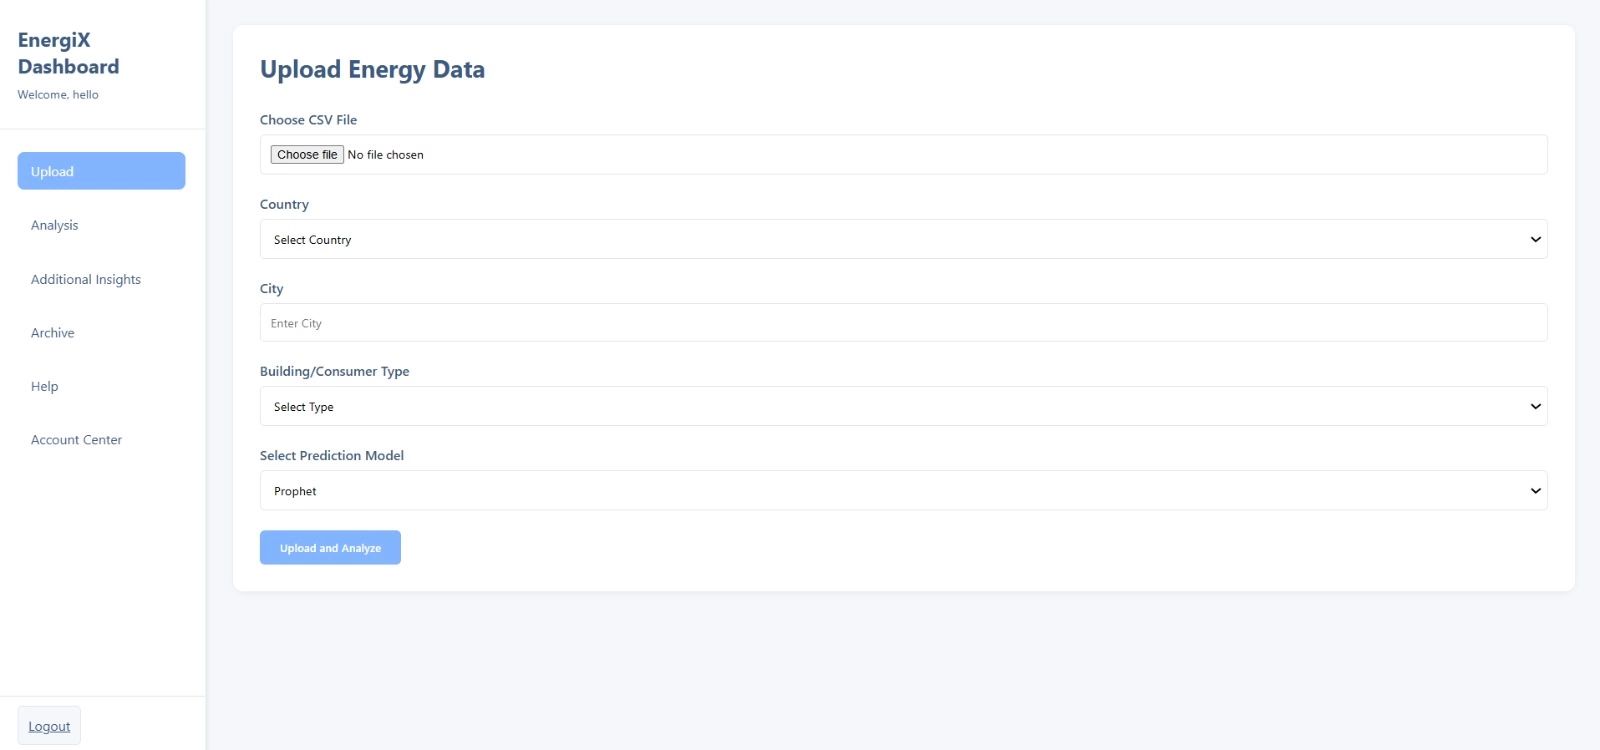 EnergiX
Dashboard
Welcome, hello
Upload
Analysis
Additional Insights
Archive
Help
Account Center
Logout
Upload Energy Data
Choose CSV File
Choose file No file chosen
Country
Select Country
City
Enter City
Building/Consumer Type
Select Type
Select Prediction Model
Prophet
Upload and Analyze